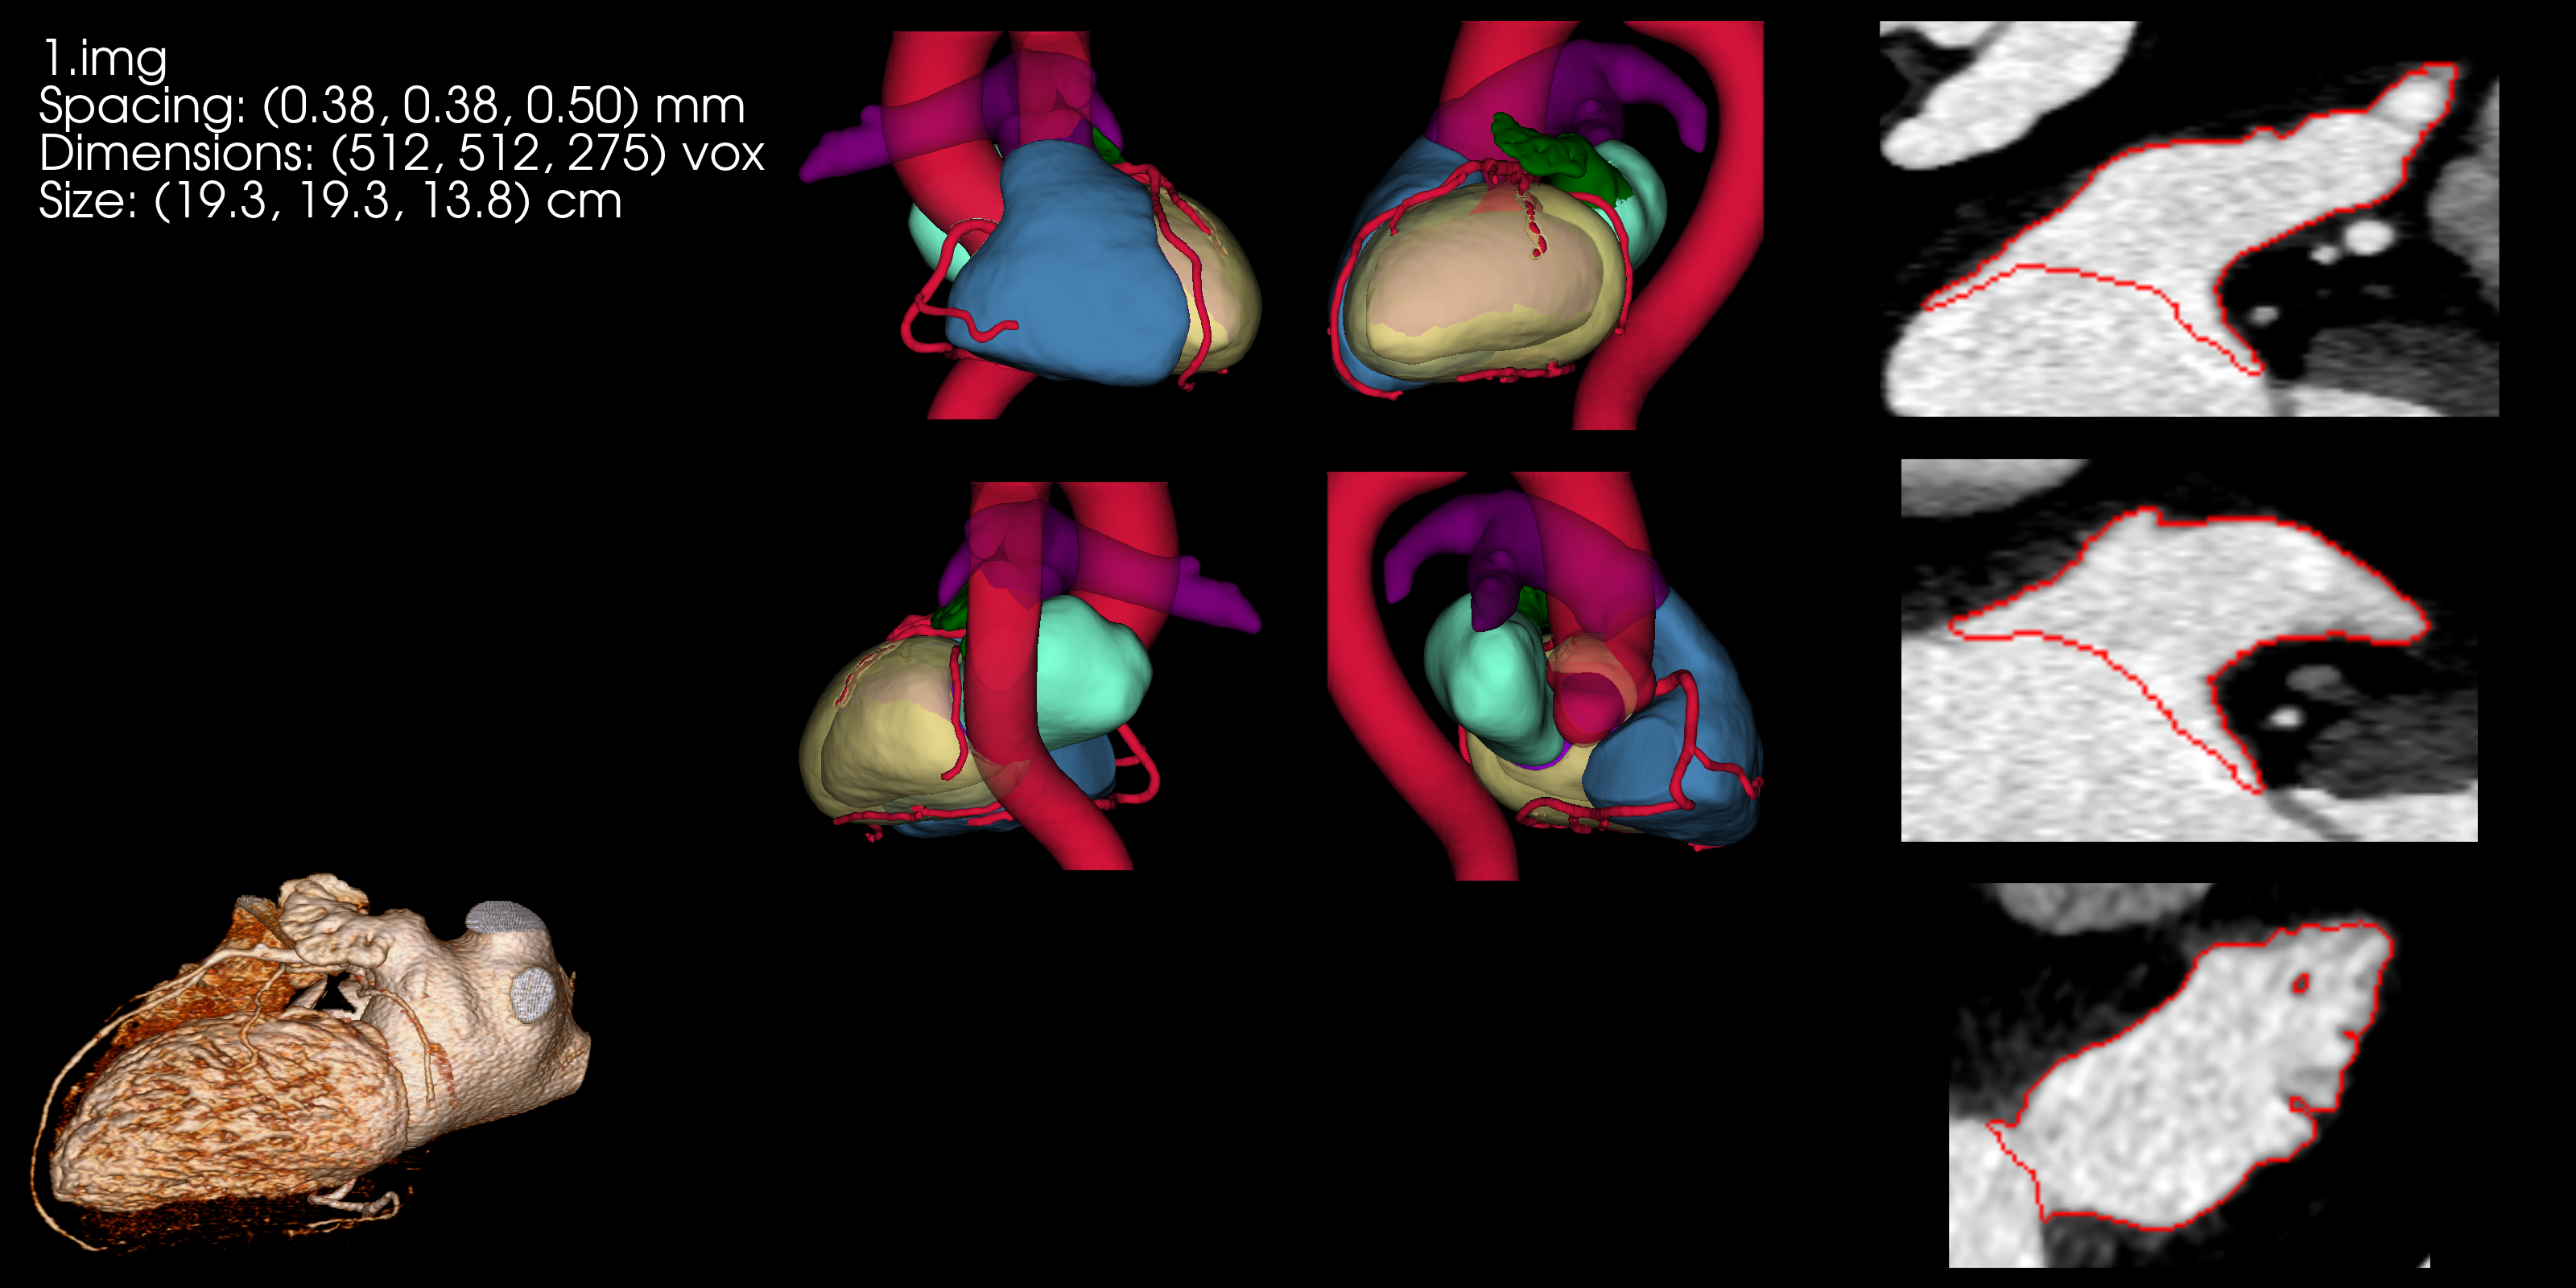 1.img
Spacing: (0.38, 0.38, 0.50) mm
Dimensions: (512, 512, 275) vox
Size: (19.3, 19.3, 13.8) cm